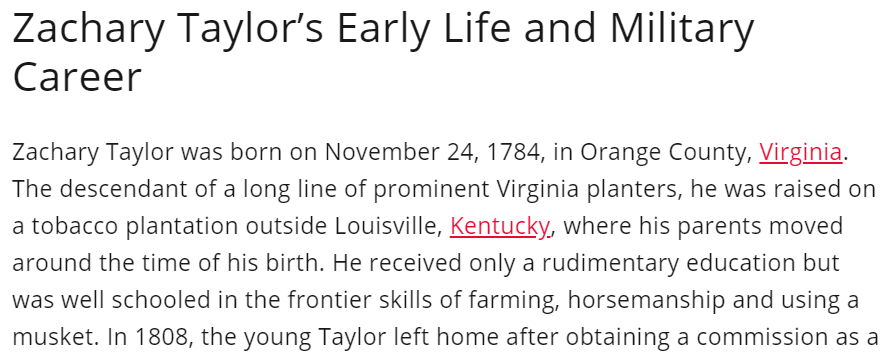 Zachary Taylor’s Early Life and Military
Career
Zachary Taylor was born on November 24, 1784, in Orange County, Virginia.
The descendant of a long line of prominent Virginia planters, he was raised on
a tobacco plantation outside Louisville, Kentucky, where his parents moved
around the time of his birth. He received only a rudimentary education but
was well schooled in the frontier skills of farming, horsemanship and using a
musket. In 1808, the young Taylor left home after obtaining a commission as a